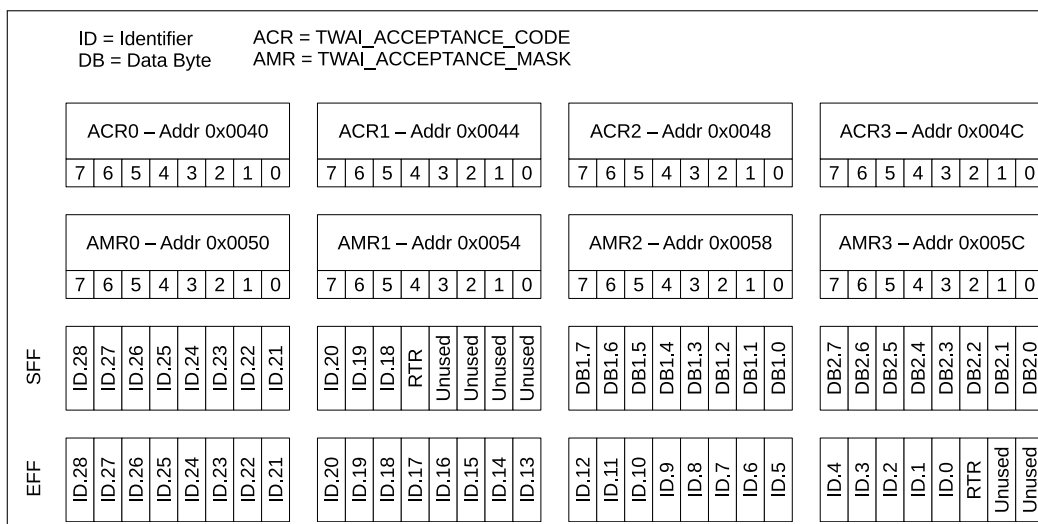 ID = Identifier ACR = TWAI_ACCEPTANCE_CODE
DB = Data Byte AMR = TWAI_ACCEPTANCE_MASK
ACR0 – Addr 0x0040 ACR1 – Addr 0x0044 ACR2 – Addr 0x0048 ACR3 – Addr 0x004C
7 6 5 4 3 2 1 0 7 6 5 4 3 2 1 0 7 6 5 4 3 2 1 0 7 6 5 4 3 2 1 0
AMR0 – Addr 0x0050 AMR1 – Addr 0x0054 AMR2 – Addr 0x0058 AMR3 – Addr 0x005C
7 6 5 4 3 2 1 0 7 6 5 4 3 2 1 0 7 6 5 4 3 2 1 0 7 6 5 4 3 2 1 0
SFF ID.28 ID.27 ID.26 ID.25 ID.24 ID.23 ID.22 ID.21 ID.20 ID.19 ID.18 RTR Unused Unused Unused Unused DB1.7 DB1.6 DB1.5 DB1.4 DB1.3 DB1.2 DB1.1 DB1.0 DB2.7 DB2.6 DB2.5 DB2.4 DB2.3 DB2.2 DB2.1 DB2.0
EFF ID.28 ID.27 ID.26 ID.25 ID.24 ID.23 ID.22 ID.21 ID.20 ID.19 ID.18 ID.17 ID.16 ID.15 ID.14 ID.13 ID.12 ID.11 ID.10 ID.9 ID.8 ID.7 ID.6 ID.5 ID.4 ID.3 ID.2 ID.1 ID.0 RTR Unused Unused